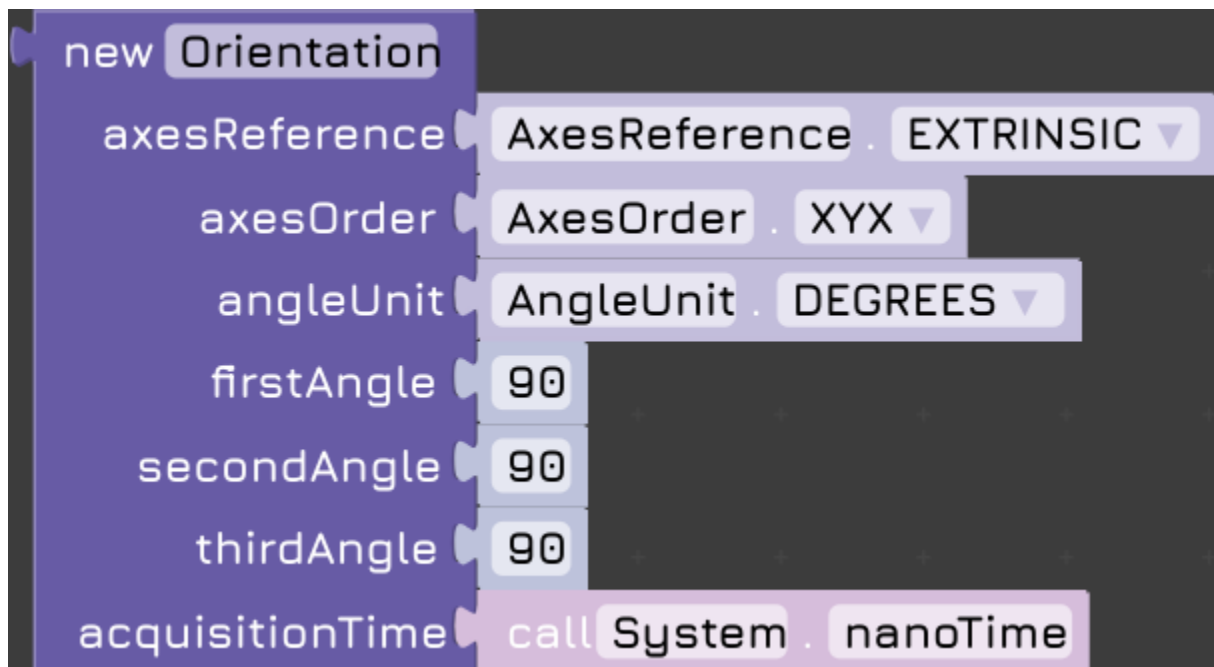 new Orientation
axesReference AxesReference . EXTRINSIC
axesOrder AxesOrder . XYX
angleUnit AngleUnit . DEGREES
firstAngle 90
secondAngle 90
thirdAngle 90
acquisitionTime call System . nanoTime